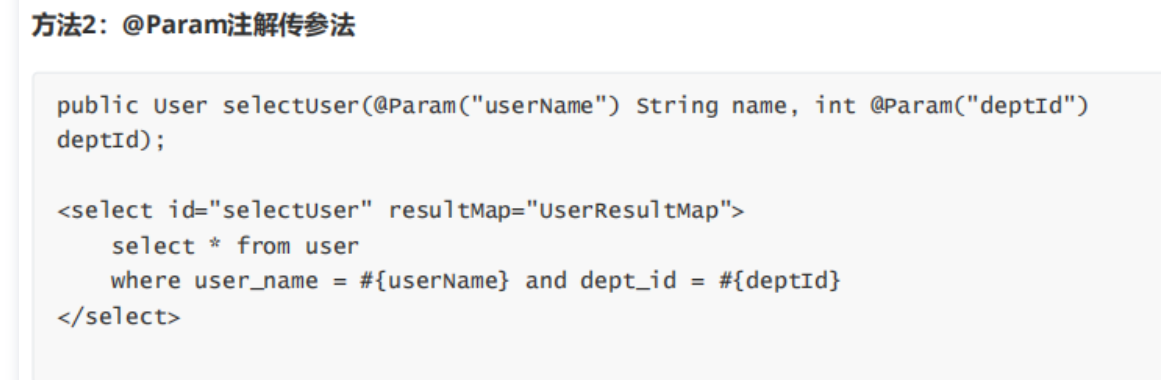 方法2：@Param注解传参法
public User selectUser(@Param("userName") String name, int @Param("deptId")
deptId);
<select id="selectUser" resultMap="UserResultMap">
    select * from user
    where user_name = #{userName} and dept_id = #{deptId}
</select>